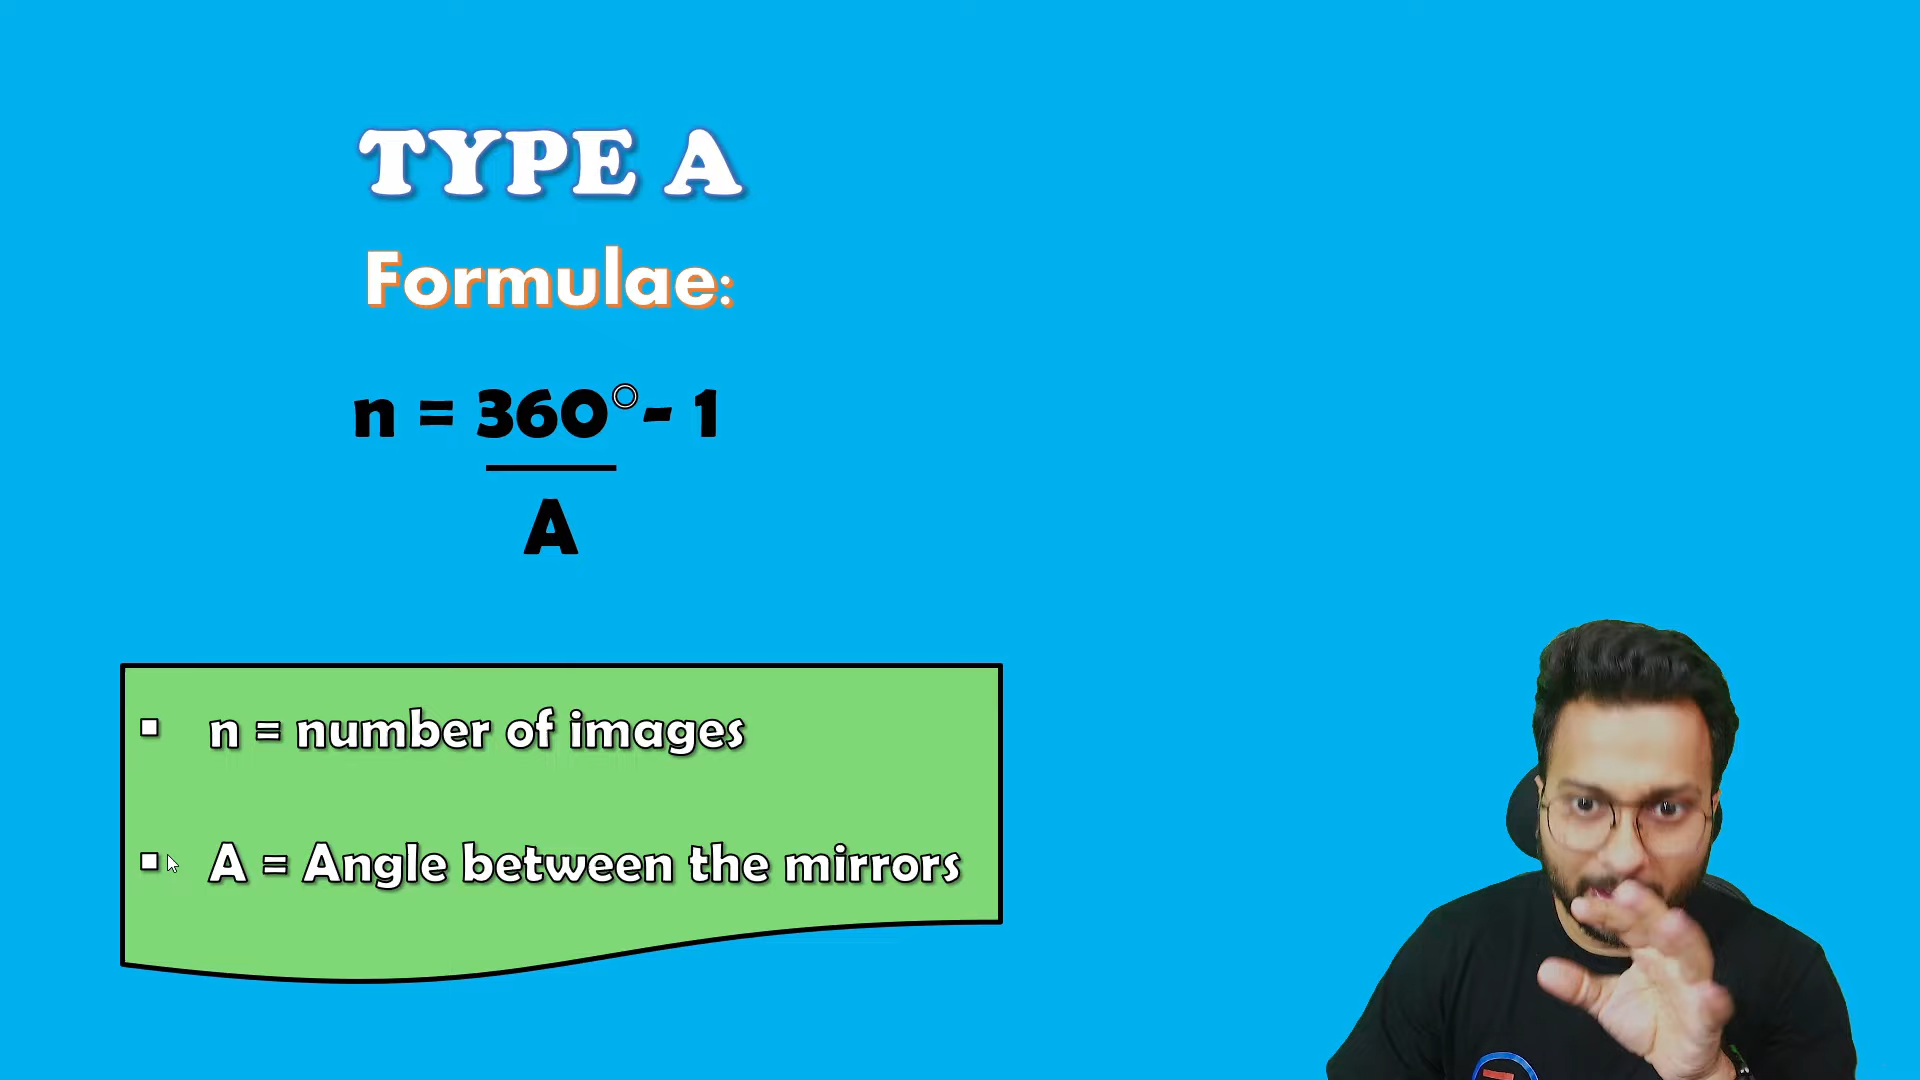 TYPE A
Formulae:
n = 360° - 1
A
▪ n = number of images
▪ A = Angle between the mirrors